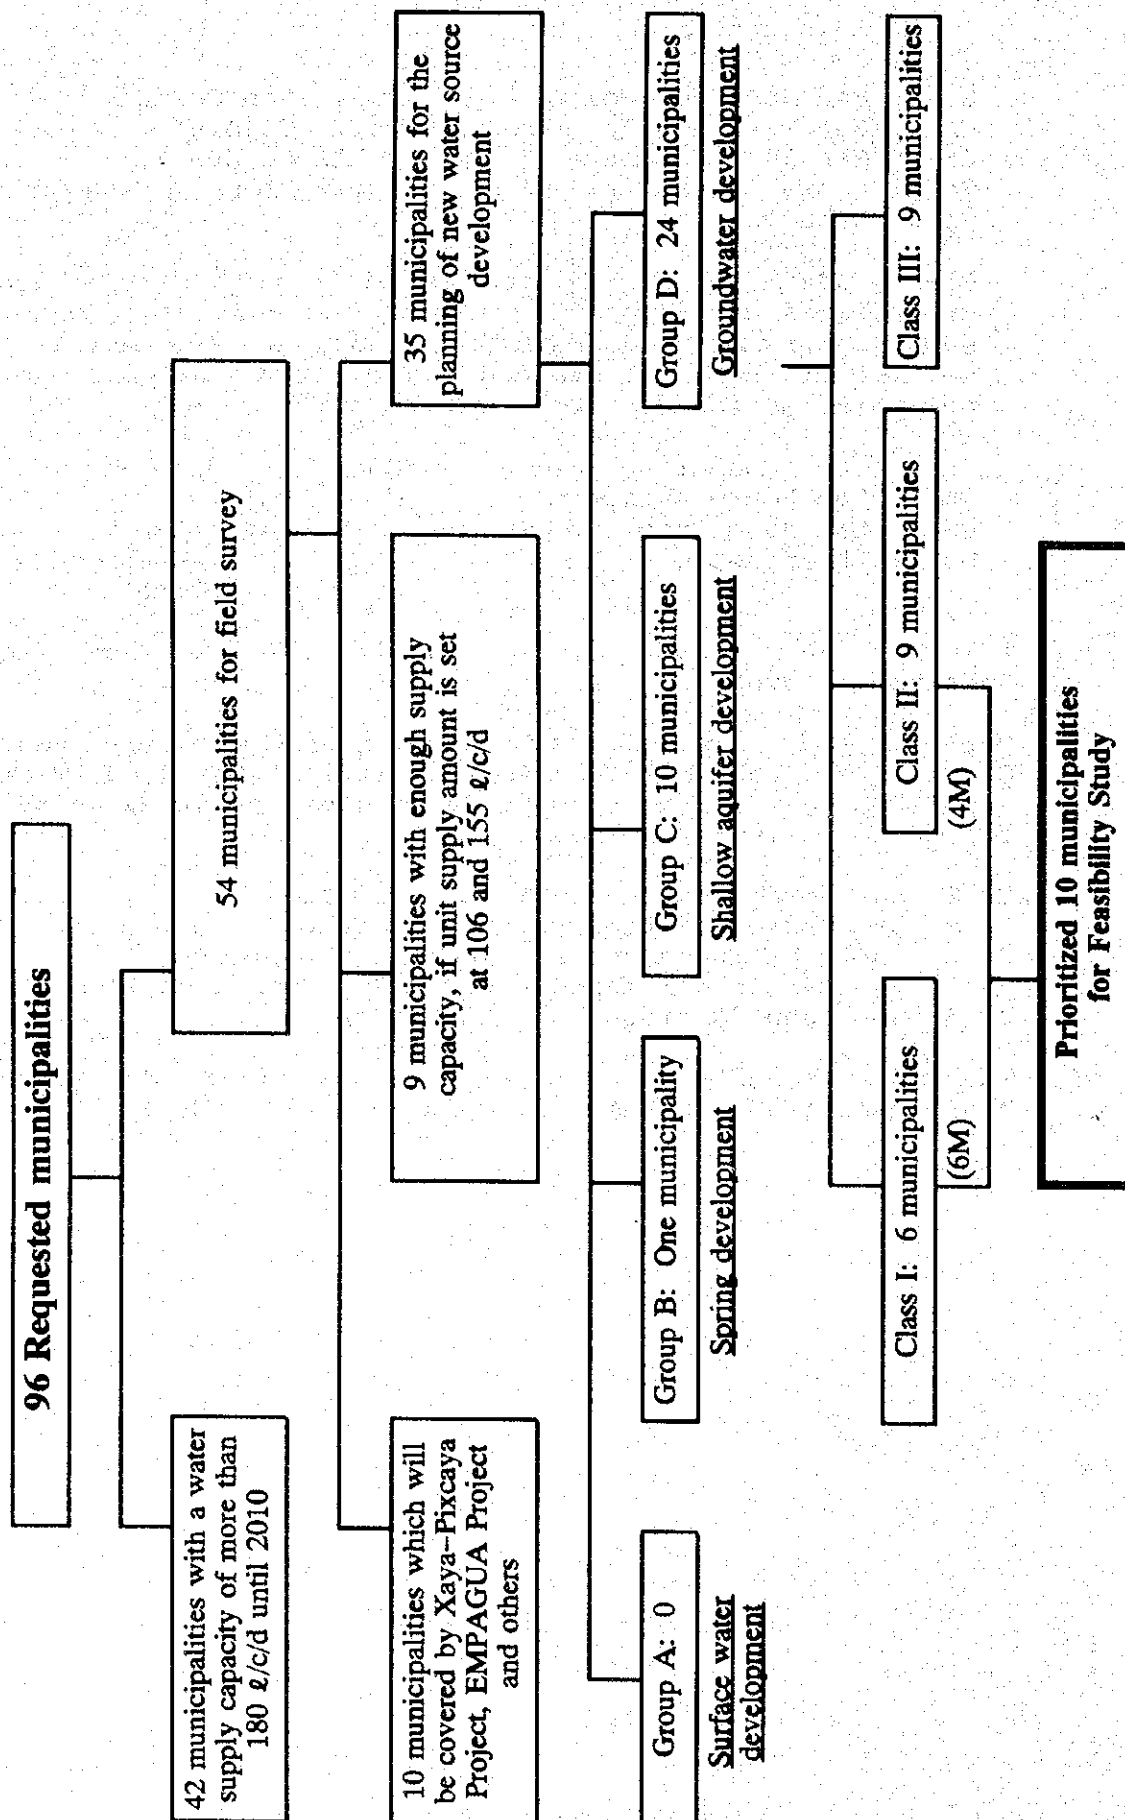 96 Requested municipalities
42 municipalities with a water
supply capacity of more than
180 ℓ/c/d until 2010
54 municipalities for field survey
10 municipalities which will
be covered by Xaya-Pixcaya
Project, EMPAGUA Project
and others
9 municipalities with enough supply
capacity, if unit supply amount is set
at 106 and 155 ℓ/c/d
35 municipalities for the
planning of new water source
development
Group A: 0
Surface water
development
Group B: One municipality
Spring development
Group C: 10 municipalities
Shallow aquifer development
Group D: 24 municipalities
Groundwater development
Class I: 6 municipalities
(6M)
Class II: 9 municipalities
(4M)
Class III: 9 municipalities
Prioritized 10 municipalities
for Feasibility Study